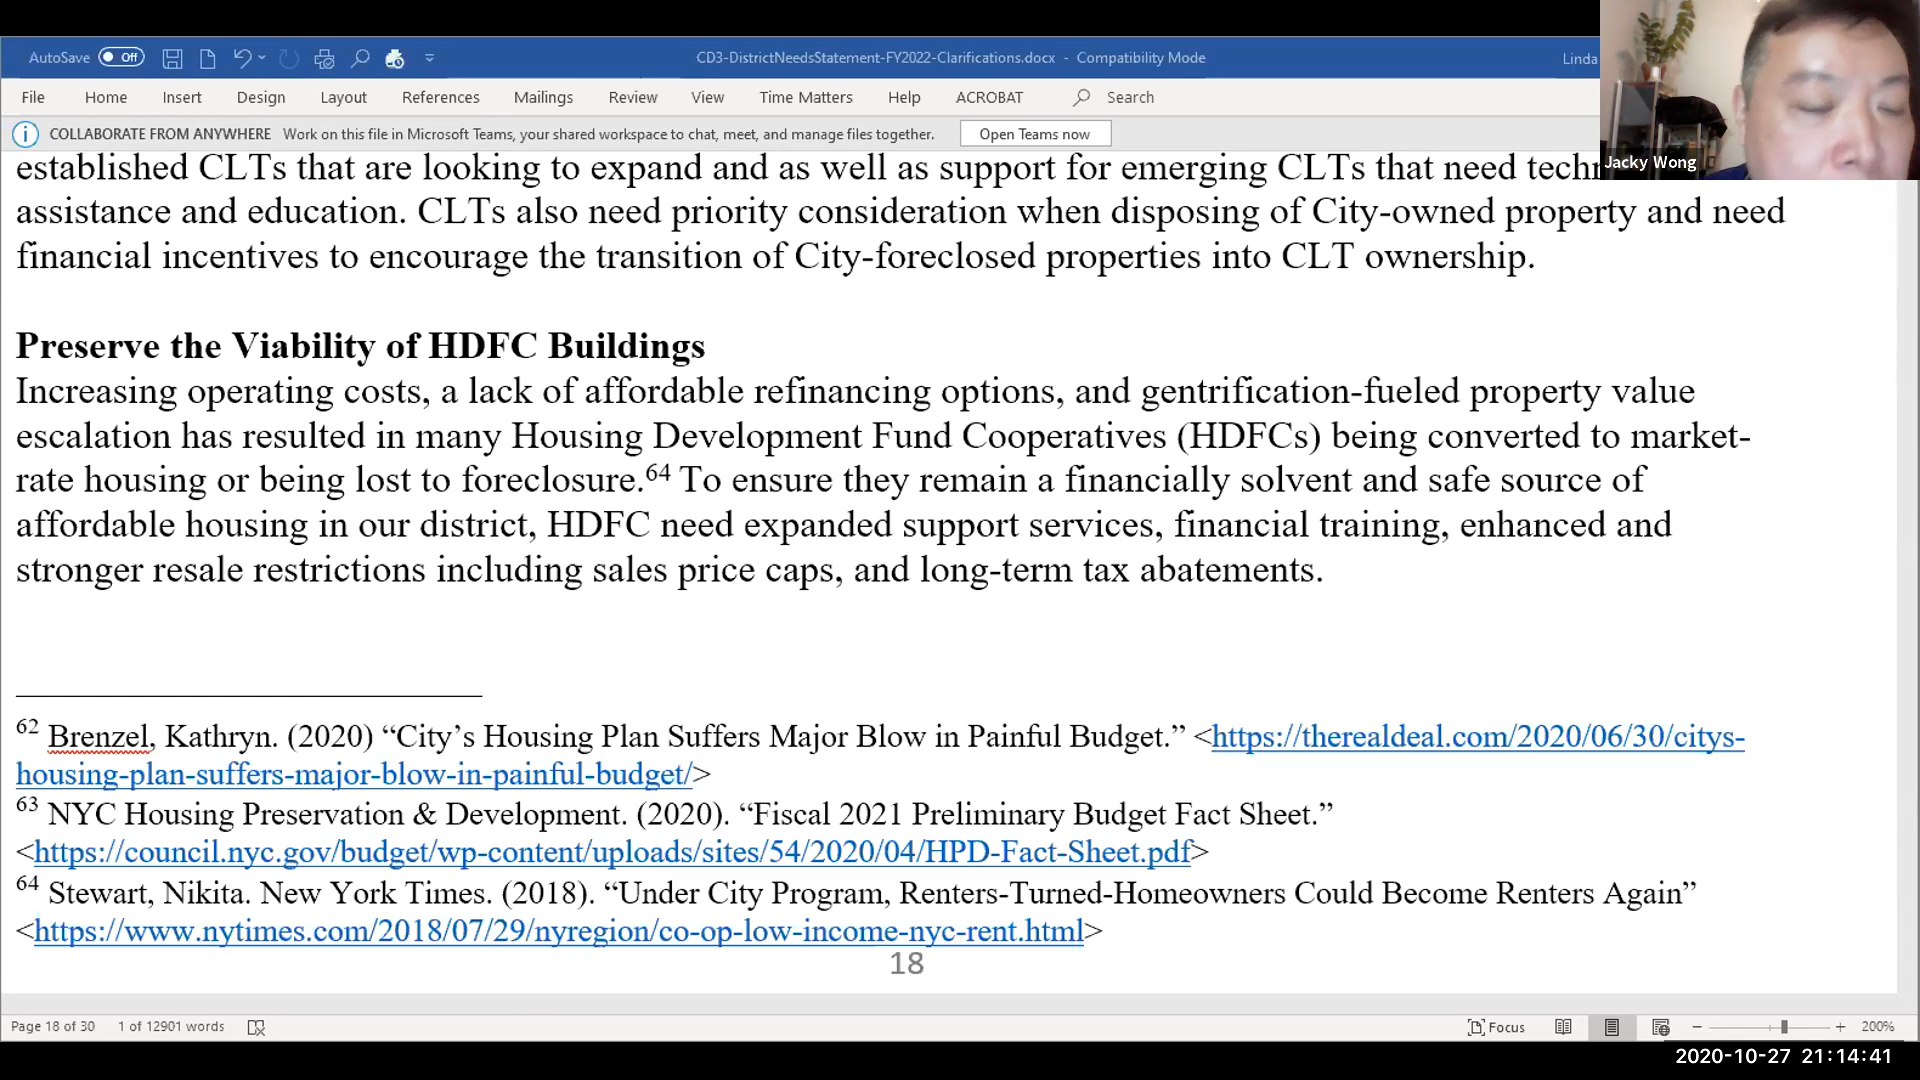 AutoSave Off CD3-DistrictNeedsStatement-FY2022-Clarifications.docx - Compatibility Mode Linda
File Home Insert Design Layout References Mailings Review View Time Matters Help ACROBAT Search
COLLABORATE FROM ANYWHERE Work on this file in Microsoft Teams, your shared workspace to chat, meet, and manage files together. Open Teams now
Jacky Wong
established CLTs that are looking to expand and as well as support for emerging CLTs that need techn
assistance and education. CLTs also need priority consideration when disposing of City-owned property and need
financial incentives to encourage the transition of City-foreclosed properties into CLT ownership.
Preserve the Viability of HDFC Buildings
Increasing operating costs, a lack of affordable refinancing options, and gentrification-fueled property value
escalation has resulted in many Housing Development Fund Cooperatives (HDFCs) being converted to market-
rate housing or being lost to foreclosure.64 To ensure they remain a financially solvent and safe source of
affordable housing in our district, HDFC need expanded support services, financial training, enhanced and
stronger resale restrictions including sales price caps, and long-term tax abatements.
62 Brenzel, Kathryn. (2020) “City’s Housing Plan Suffers Major Blow in Painful Budget.” <https://therealdeal.com/2020/06/30/citys-
housing-plan-suffers-major-blow-in-painful-budget/>
63 NYC Housing Preservation & Development. (2020). “Fiscal 2021 Preliminary Budget Fact Sheet.”
<https://council.nyc.gov/budget/wp-content/uploads/sites/54/2020/04/HPD-Fact-Sheet.pdf>
64 Stewart, Nikita. New York Times. (2018). “Under City Program, Renters-Turned-Homeowners Could Become Renters Again”
<https://www.nytimes.com/2018/07/29/nyregion/co-op-low-income-nyc-rent.html>
18
Page 18 of 30 1 of 12901 words Focus 200%
2020-10-27 21:14:41